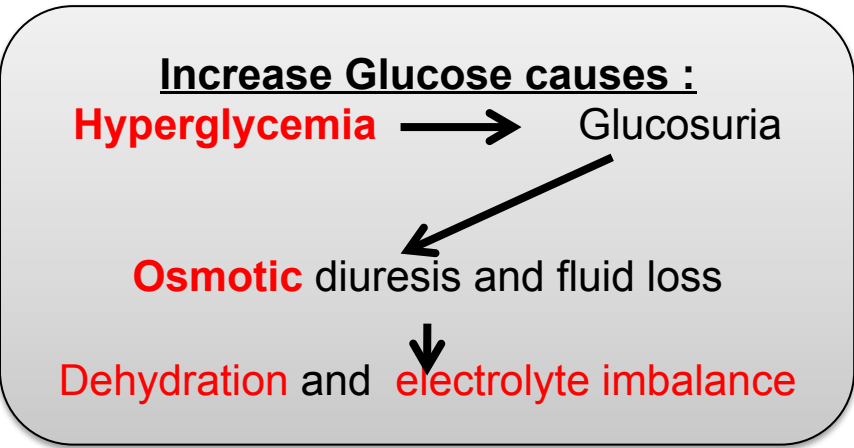 Increase Glucose causes :
Hyperglycemia Glucosuria
Osmotic diuresis and fluid loss
Dehydration and electrolyte imbalance